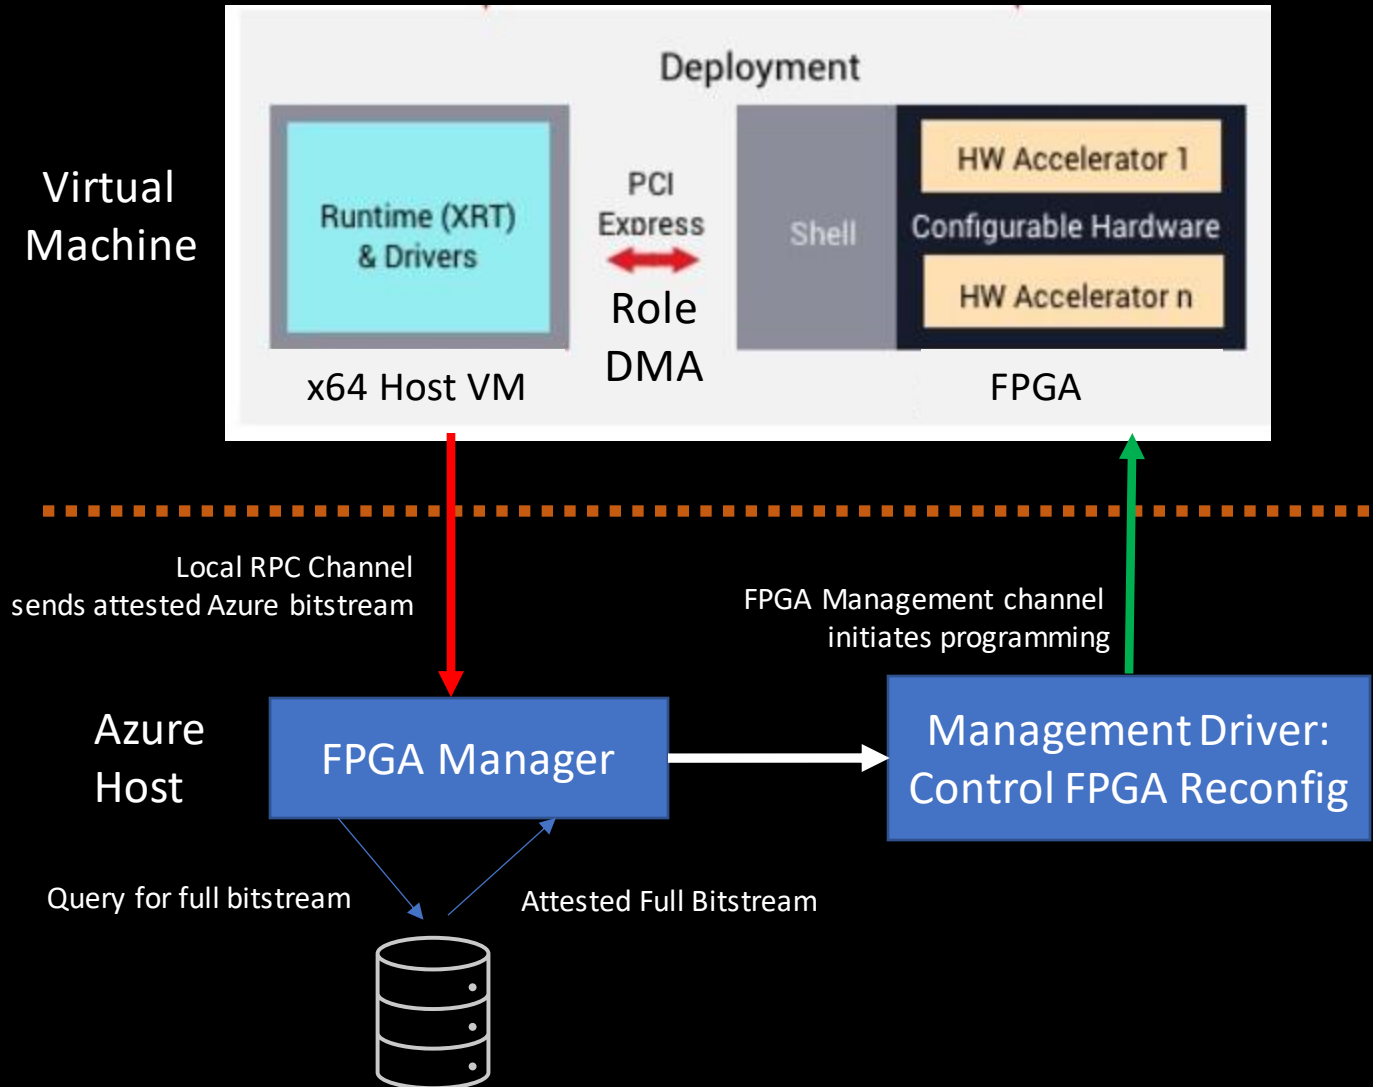 Deployment
Virtual
Machine
Runtime (XRT)
& Drivers
PCI
Express
Role
DMA
Shell
HW Accelerator 1
Configurable Hardware
HW Accelerator n
x64 Host VM
FPGA
Local RPC Channel
sends attested Azure bitstream
FPGA Management channel
initiates programming
Azure
Host
FPGA Manager
Management Driver:
Control FPGA Reconfig
Query for full bitstream
Attested Full Bitstream